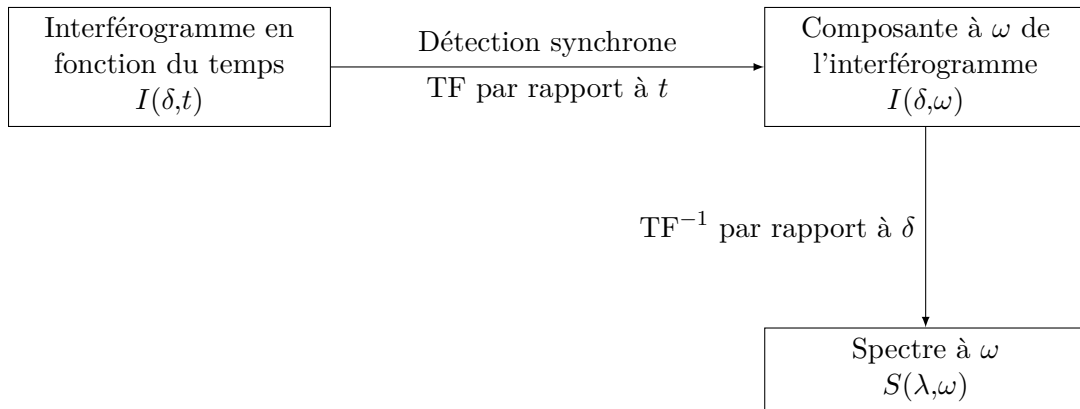 Interférogramme en
fonction du temps
I(δ,t)
Détection synchrone
TF par rapport à t
Composante à ω de
l'interférogramme
I(δ,ω)
TF⁻¹ par rapport à δ
Spectre à ω
S(λ,ω)